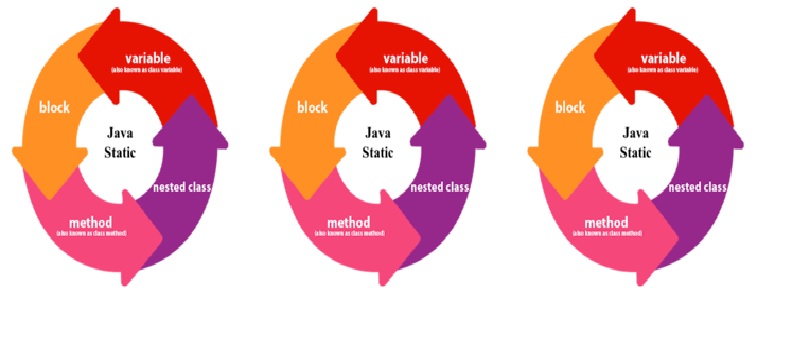 variable
(also known as class variable)
block
Java
Static
nested class
method
(also known as class method)
variable
(also known as class variable)
block
Java
Static
nested class
method
(also known as class method)
variable
(also known as class variable)
block
Java
Static
nested class
method
(also known as class method)